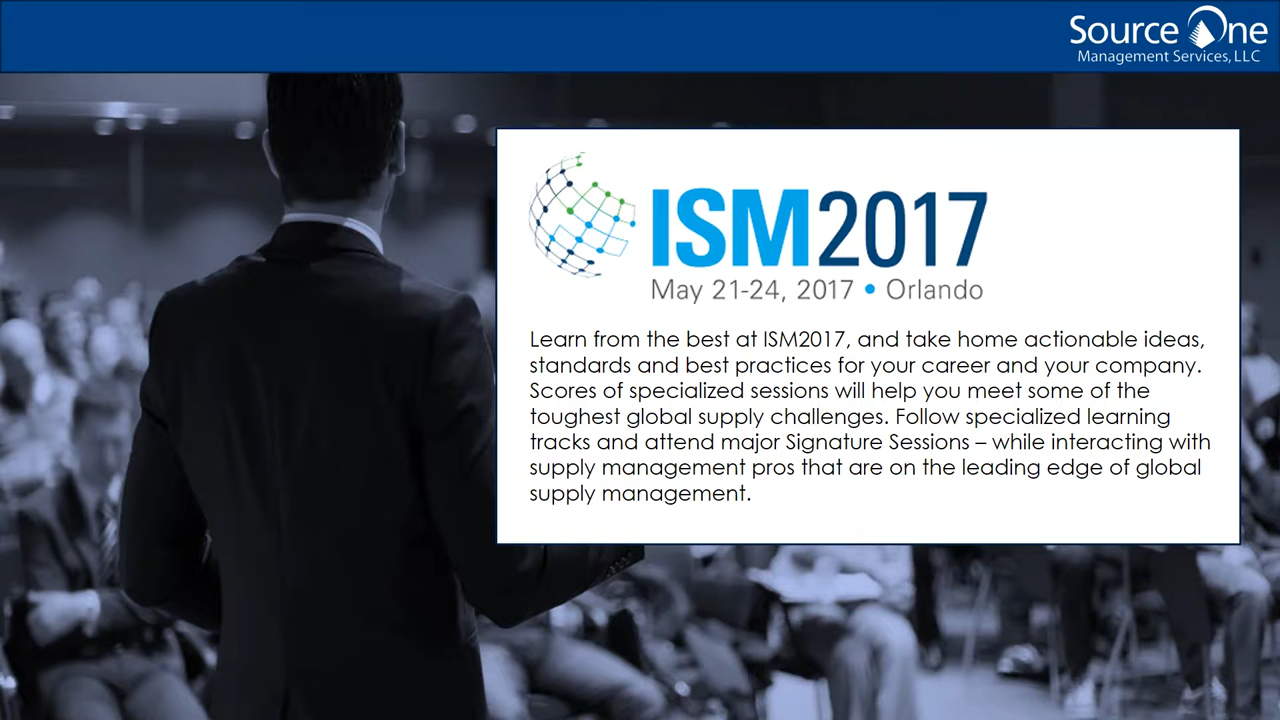 Source One
Management Services, LLC
ISM2017
May 21-24, 2017 • Orlando
Learn from the best at ISM2017, and take home actionable ideas,
standards and best practices for your career and your company.
Scores of specialized sessions will help you meet some of the
toughest global supply challenges. Follow specialized learning
tracks and attend major Signature Sessions – while interacting with
supply management pros that are on the leading edge of global
supply management.